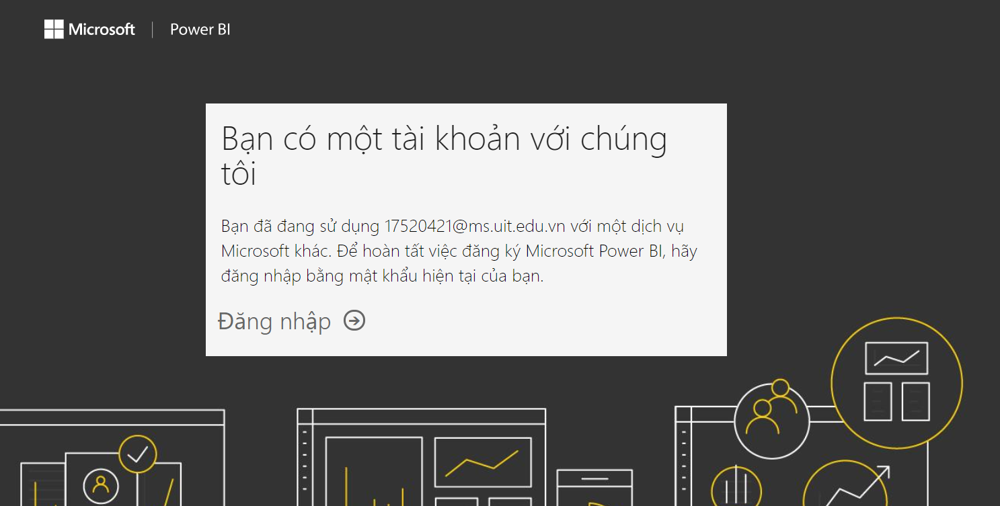 Microsoft | Power BI
Bạn có một tài khoản với chúng
tôi
Bạn đã đang sử dụng 17520421@ms.uit.edu.vn với một dịch vụ
Microsoft khác. Để hoàn tất việc đăng ký Microsoft Power BI, hãy
đăng nhập bằng mật khẩu hiện tại của bạn.
Đăng nhập